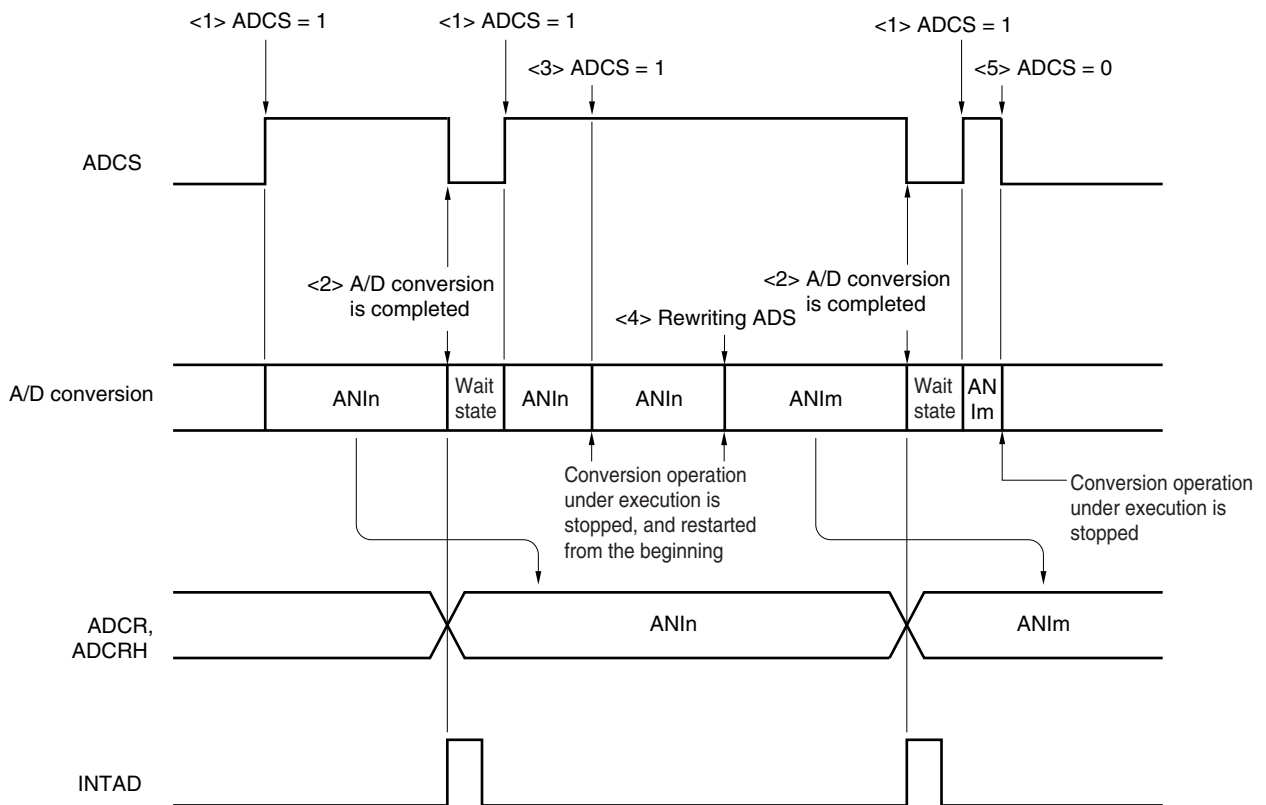 <1> ADCS = 1
<1> ADCS = 1
<1> ADCS = 1
<3> ADCS = 1
<5> ADCS = 0
ADCS
<2> A/D conversion
is completed
<2> A/D conversion
is completed
<4> Rewriting ADS
A/D conversion
ANIn
Wait
state
ANIn
ANIn
ANIm
Wait
state
AN
Im
Conversion operation
under execution is
stopped, and restarted
from the beginning
Conversion operation
under execution is
stopped
ADCR,
ADCRH
ANIn
ANIm
INTAD